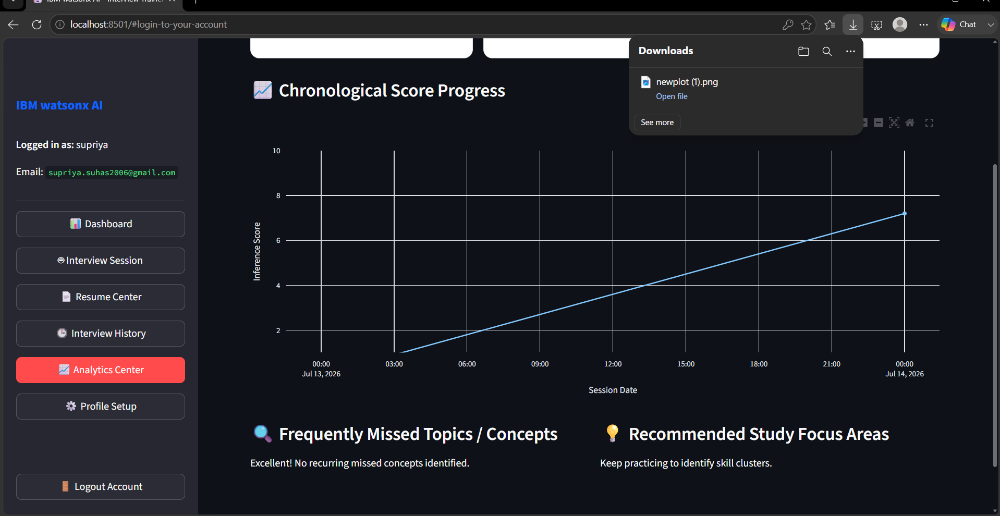 localhost:8501/#login-to-your-account
Chat
Downloads
newplot (1).png
Open file
See more
IBM watsonx AI
Logged in as: supriya
Email: supriya.suhas2006@gmail.com
Dashboard
Interview Session
Resume Center
Interview History
Analytics Center
Profile Setup
Logout Account
Chronological Score Progress
10
8
6
4
2
Inference Score
00:00 03:00 06:00 09:00 12:00 15:00 18:00 21:00 00:00
Jul 13, 2026 Jul 14, 2026
Session Date
Frequently Missed Topics / Concepts
Excellent! No recurring missed concepts identified.
Recommended Study Focus Areas
Keep practicing to identify skill clusters.